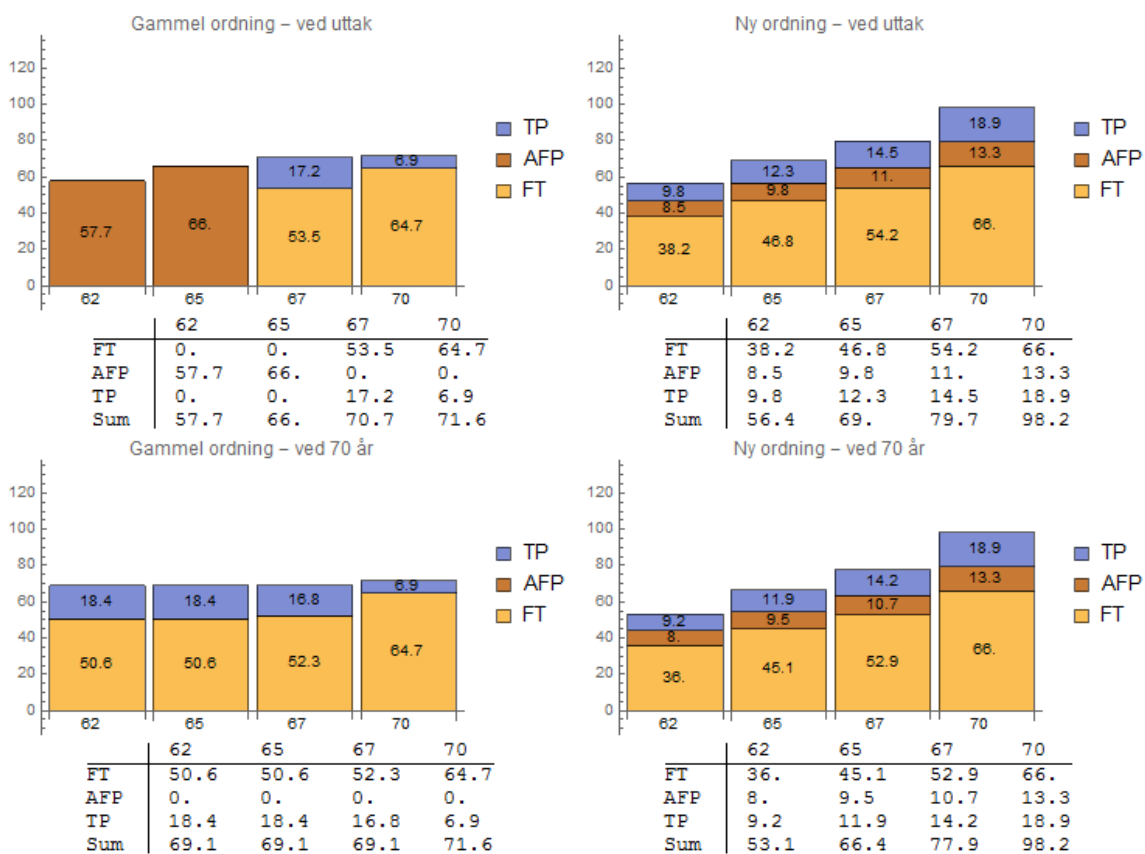 Gammel ordning – ved uttak
120
100
80
60
40
20
0
57.7
66.
17.2
53.5
6.9
64.7
62 65 67 70
TP
AFP
FT
62 65 67 70
FT 0. 0. 53.5 64.7
AFP 57.7 66. 0. 0.
TP 0. 0. 17.2 6.9
Sum 57.7 66. 70.7 71.6
Ny ordning – ved uttak
120
100
80
60
40
20
0
9.8
8.5
38.2
12.3
9.8
46.8
14.5
11.
54.2
18.9
13.3
66.
62 65 67 70
TP
AFP
FT
62 65 67 70
FT 38.2 46.8 54.2 66.
AFP 8.5 9.8 11. 13.3
TP 9.8 12.3 14.5 18.9
Sum 56.4 69. 79.7 98.2
Gammel ordning – ved 70 år
120
100
80
60
40
20
0
18.4
50.6
18.4
50.6
16.8
52.3
6.9
64.7
62 65 67 70
TP
AFP
FT
62 65 67 70
FT 50.6 50.6 52.3 64.7
AFP 0. 0. 0. 0.
TP 18.4 18.4 16.8 6.9
Sum 69.1 69.1 69.1 71.6
Ny ordning – ved 70 år
120
100
80
60
40
20
0
9.2
8.
36.
11.9
9.5
45.1
14.2
10.7
52.9
18.9
13.3
66.
62 65 67 70
TP
AFP
FT
62 65 67 70
FT 36. 45.1 52.9 66.
AFP 8. 9.5 10.7 13.3
TP 9.2 11.9 14.2 18.9
Sum 53.1 66.4 77.9 98.2